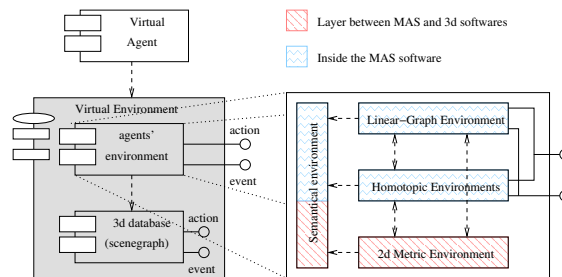 Virtual
Agent
Layer between MAS and 3d softwares
Inside the MAS software
Virtual Environment
agents'
environment
action
event
3d database
(scenegraph)
action
event
Semantical environment
Linear−Graph Environment
Homotopic Environments
2d Metric Environment